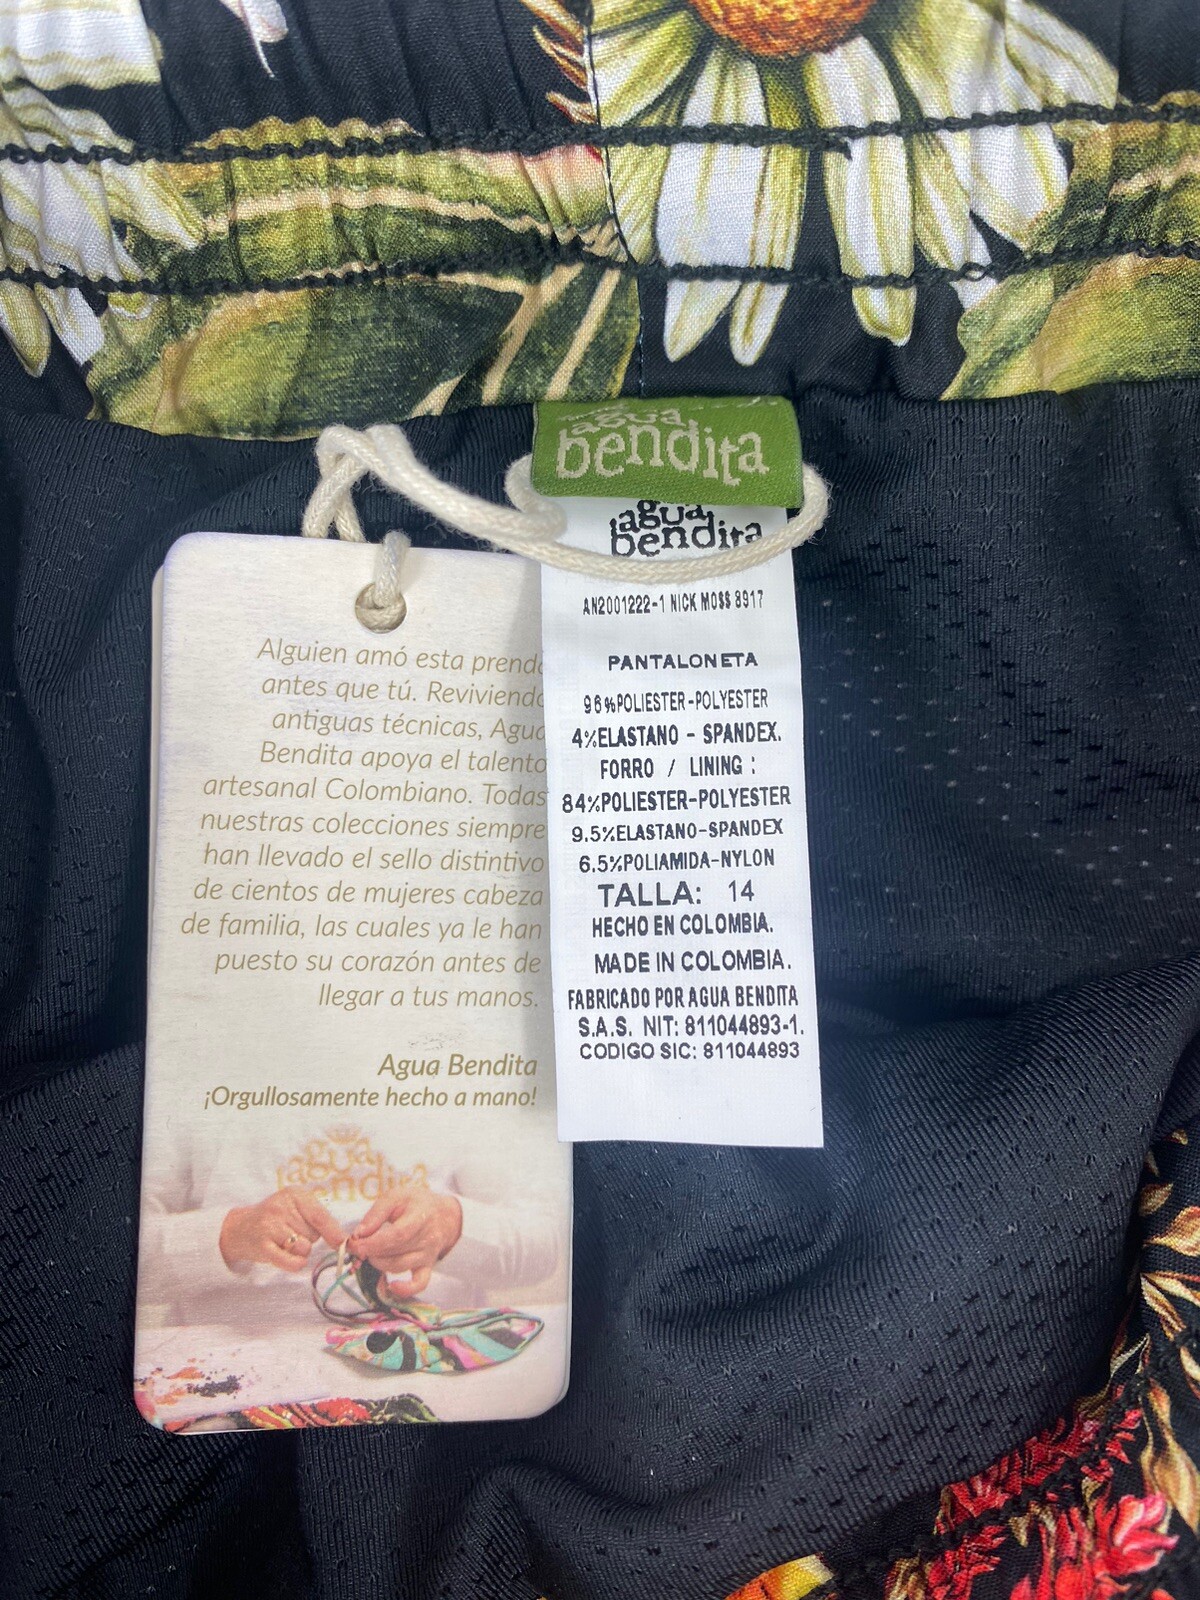 agua
bendita
agua
bendita
AN2001222-1 NICK MOSS 8917
PANTALONETA
96%POLIESTER-POLYESTER
4%ELASTANO - SPANDEX.
FORRO / LINING :
84%POLIESTER-POLYESTER
9.5%ELASTANO-SPANDEX
6.5%POLIAMIDA-NYLON
TALLA: 14
HECHO EN COLOMBIA.
MADE IN COLOMBIA.
FABRICADO POR AGUA BENDITA
S.A.S. NIT: 811044893-1.
CODIGO SIC: 811044893
Alguien amó esta prenda
antes que tú. Reviviendo
antiguas técnicas, Agua
Bendita apoya el talento
artesanal Colombiano. Todas
nuestras colecciones siempre
han llevado el sello distintivo
de cientos de mujeres cabeza
de familia, las cuales ya le han
puesto su corazón antes de
llegar a tus manos.
Agua Bendita
¡Orgullosamente hecho a mano!
agua
bendita